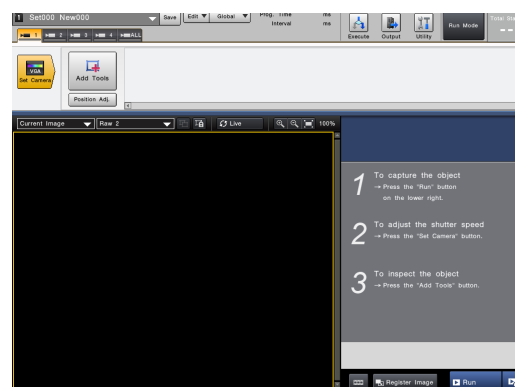 1 Set000 New000
Save
Edit
Global
Prog. Time ms
Interval ms
Execute
Output
Utility
Run Mode
1
2
3
4
ALL
VGA
Set Camera
Add Tools
Position Adj.
Current Image
Raw 2
Live
100%
1 To capture the object
→ Press the "Run" button
on the lower right.
2 To adjust the shutter speed
→ Press the "Set Camera" button.
3 To inspect the object
→ Press the "Add Tools" button.
Register Image
Run